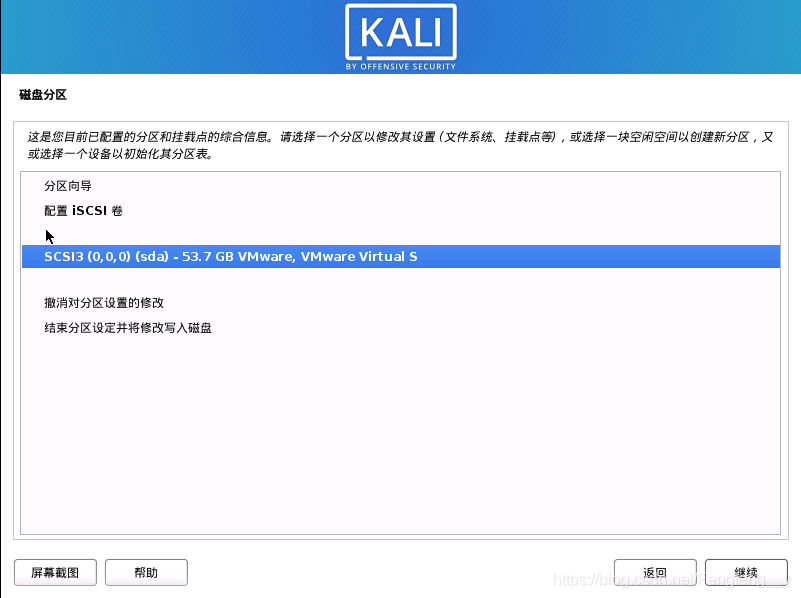 KALI
BY OFFENSIVE SECURITY
磁盘分区
这是您目前已配置的分区和挂载点的综合信息。请选择一个分区以修改其设置 (文件系统、挂载点等)，或选择一块空闲空间以创建新分区，又
或选择一个设备以初始化其分区表。
分区向导
配置 iSCSI 卷
SCSI3 (0,0,0) (sda) - 53.7 GB VMware, VMware Virtual S
撤消对分区设置的修改
结束分区设定并将修改写入磁盘
屏幕截图
帮助
返回
继续